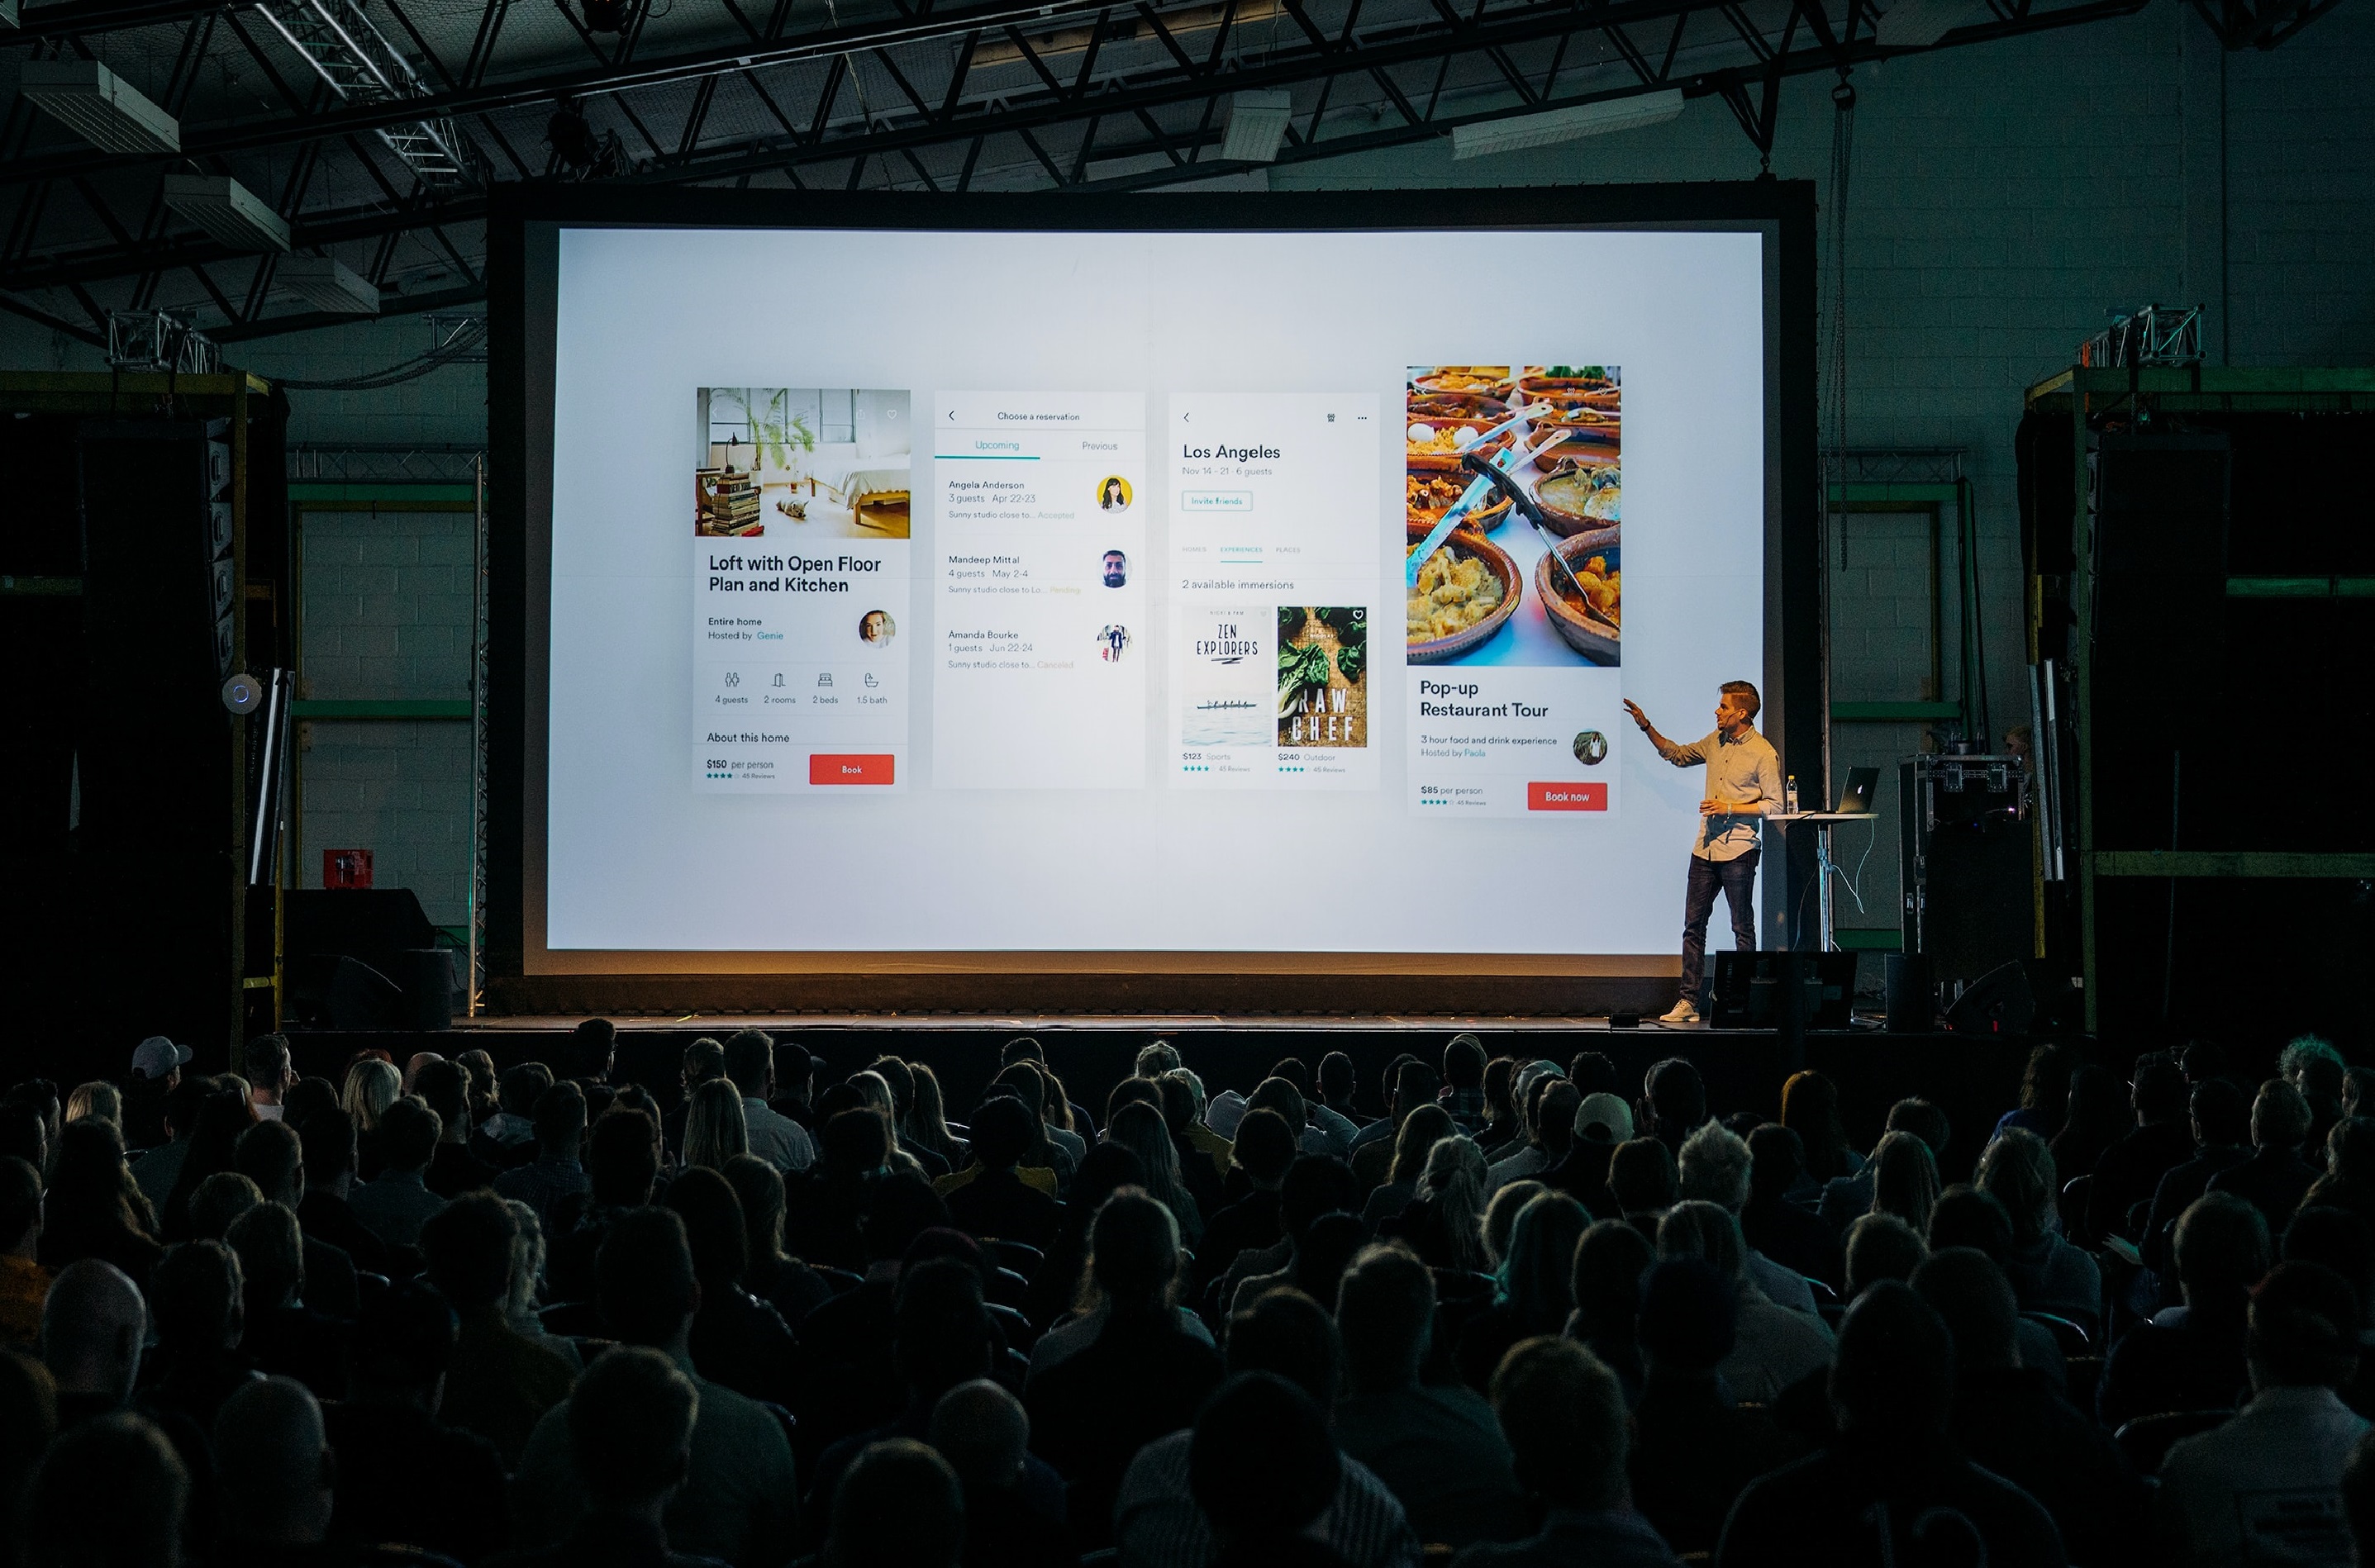 Loft with Open Floor
Plan and Kitchen
Entire home
Hosted by Genie
4 guests
2 rooms
2 beds
1.5 bath
About this home
$150 per person
45 Reviews
Book
Choose a reservation
Upcoming
Previous
Angela Anderson
3 guests Apr 22-23
Sunny studio close to... Accepted
Mandeep Mittal
4 guests May 2-4
Sunny studio close to Lo... Pending
Amanda Bourke
1 guests Jun 22-24
Sunny studio close to... Canceled
Los Angeles
Nov 14 - 21 · 6 guests
Invite friends
HOMES
EXPERIENCES
PLACES
2 available immersions
ZEN
EXPLORERS
$123 Sports
45 Reviews
RAW
CHEF
$240 Outdoor
45 Reviews
Pop-up
Restaurant Tour
3 hour food and drink experience
Hosted by Paola
$85 per person
45 Reviews
Book now